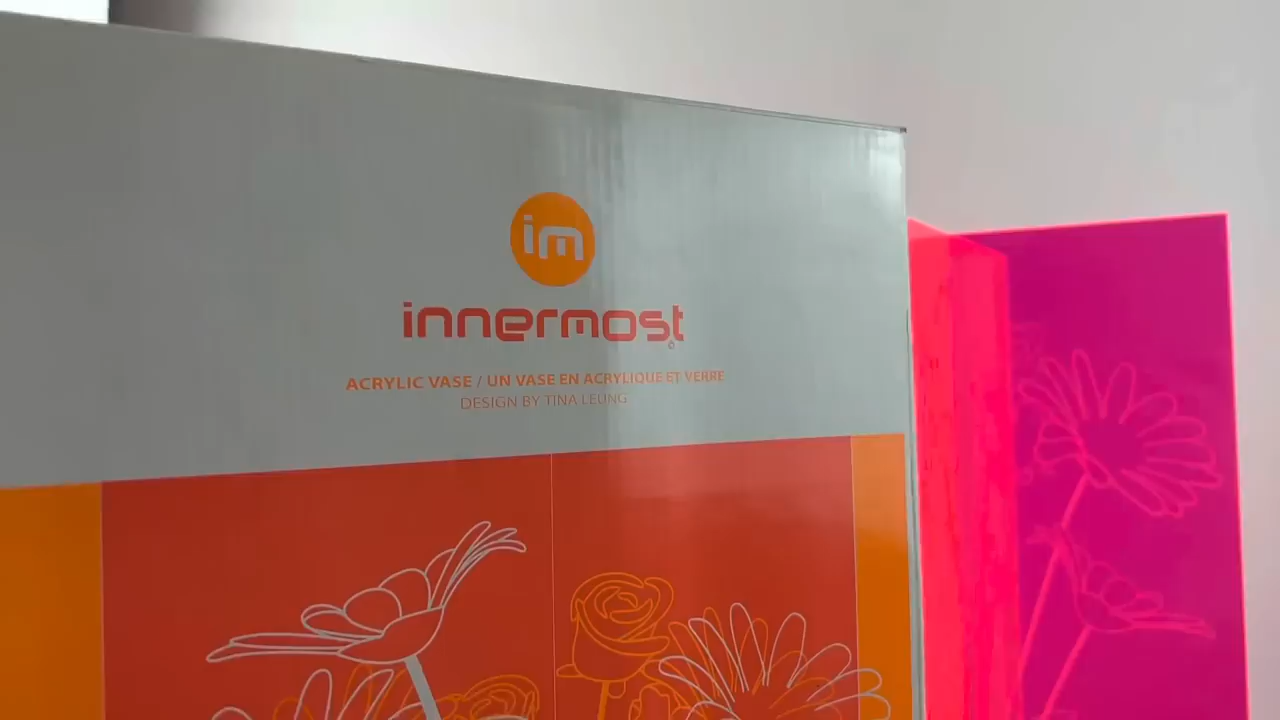 im
innermost
ACRYLIC VASE / UN VASE EN ACRYLIQUE ET VERRE
DESIGN BY TINA LEUNG